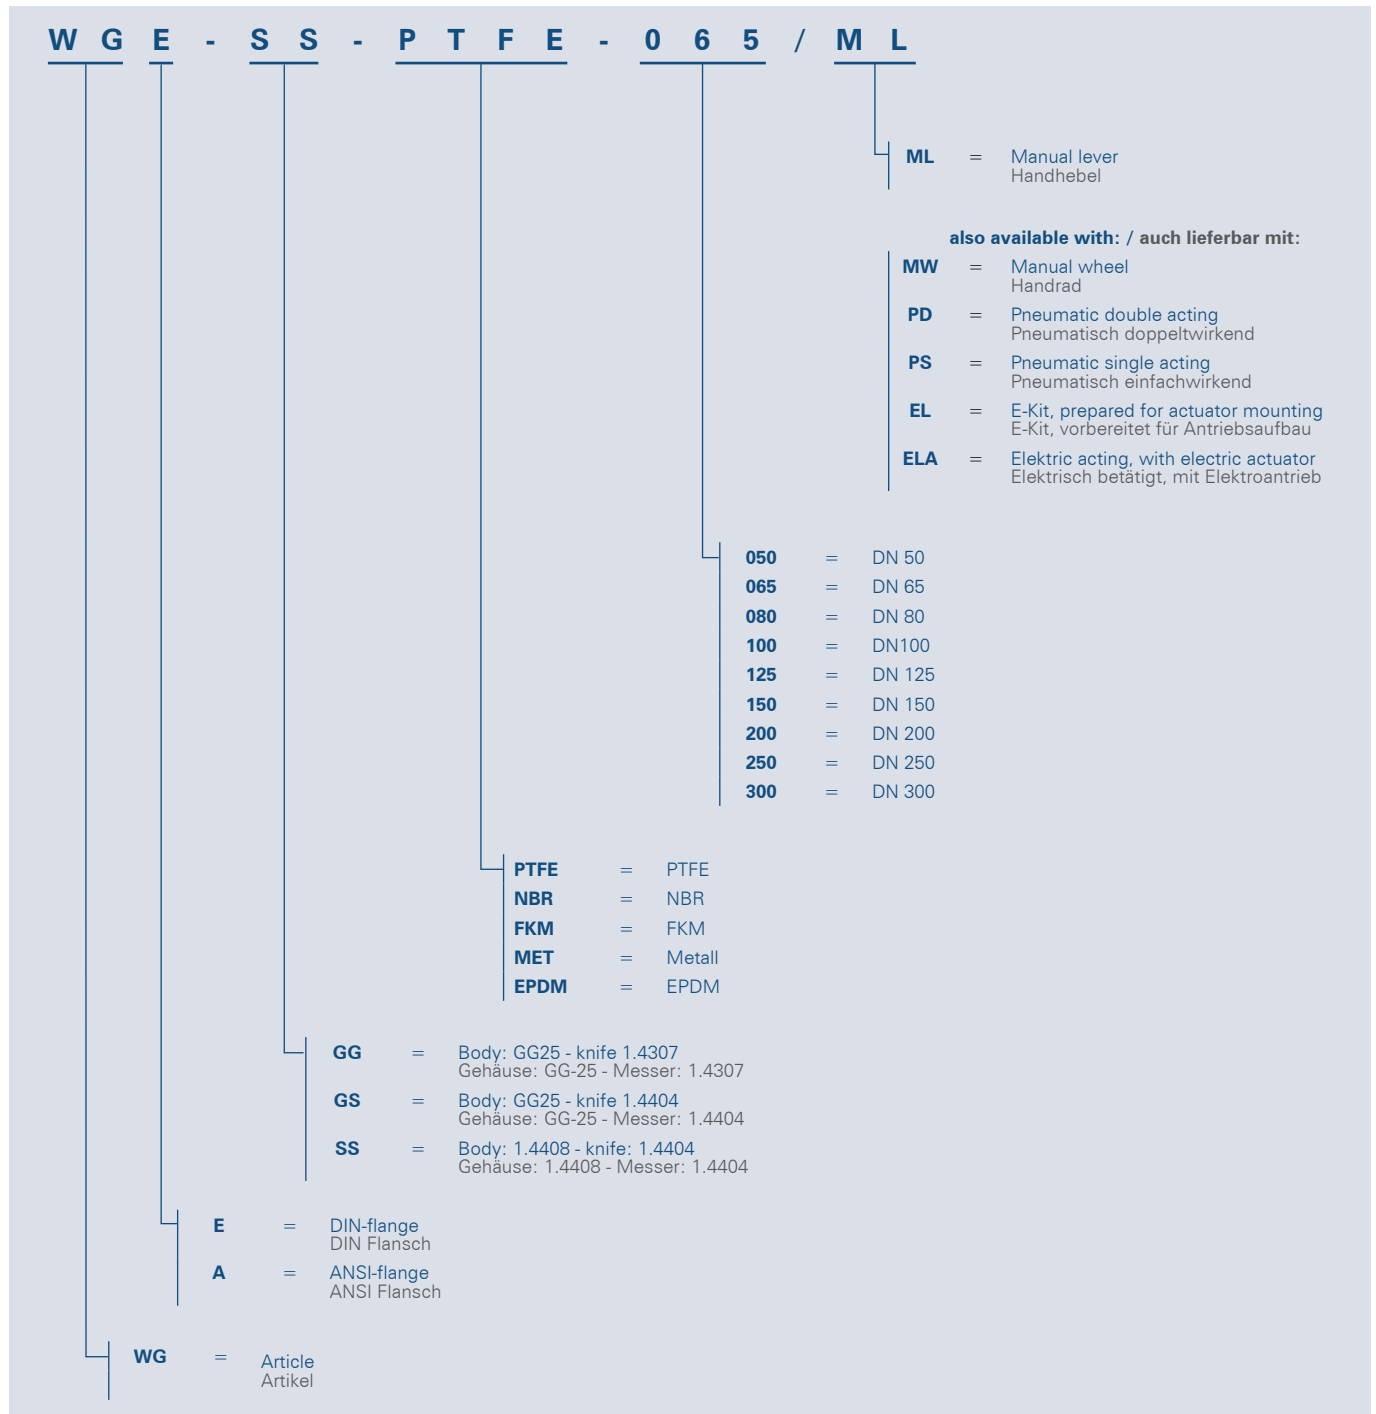 W G E - S S - P T F E - 0 6 5 / M L
ML = Manual lever
Handhebel
also available with: / auch lieferbar mit:
MW = Manual wheel
Handrad
PD = Pneumatic double acting
Pneumatisch doppeltwirkend
PS = Pneumatic single acting
Pneumatisch einfachwirkend
EL = E-Kit, prepared for actuator mounting
E-Kit, vorbereitet für Antriebsaufbau
ELA = Elektric acting, with electric actuator
Elektrisch betätigt, mit Elektroantrieb
050 = DN 50
065 = DN 65
080 = DN 80
100 = DN100
125 = DN 125
150 = DN 150
200 = DN 200
250 = DN 250
300 = DN 300
PTFE = PTFE
NBR = NBR
FKM = FKM
MET = Metall
EPDM = EPDM
GG = Body: GG25 - knife 1.4307
Gehäuse: GG-25 - Messer: 1.4307
GS = Body: GG25 - knife 1.4404
Gehäuse: GG-25 - Messer: 1.4404
SS = Body: 1.4408 - knife: 1.4404
Gehäuse: 1.4408 - Messer: 1.4404
E = DIN-flange
DIN Flansch
A = ANSI-flange
ANSI Flansch
WG = Article
Artikel